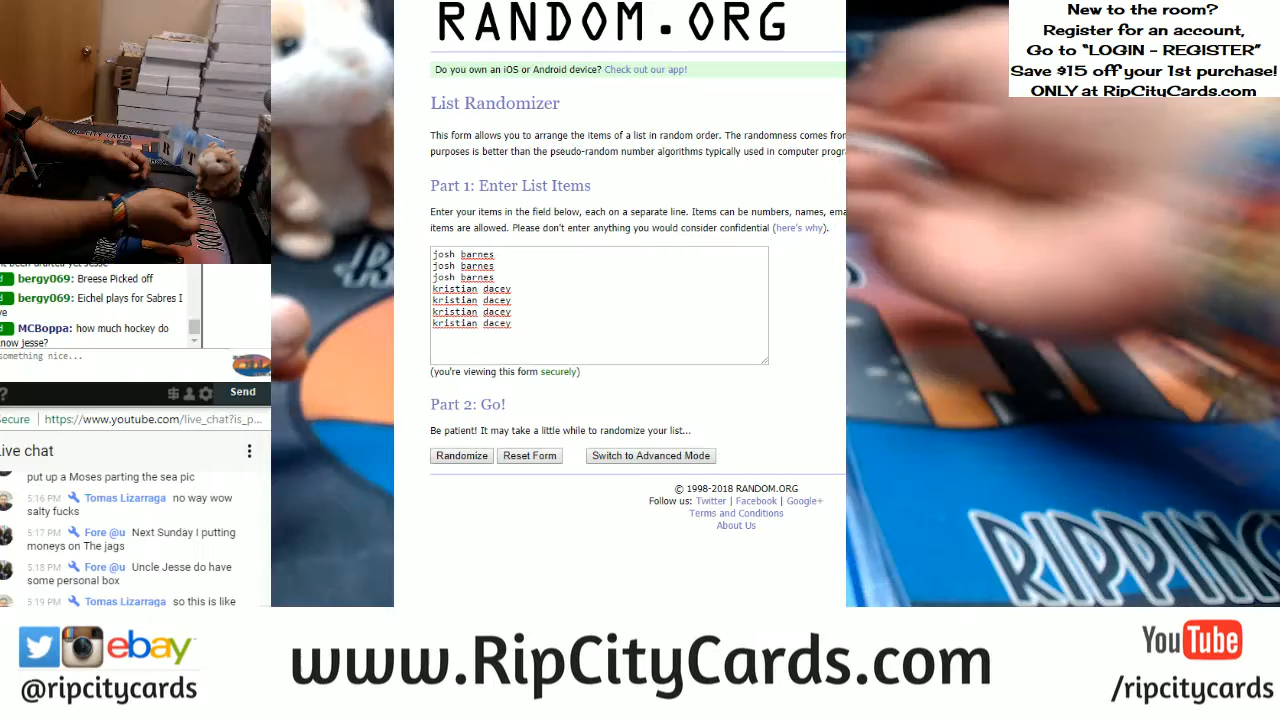 RANDOM.ORG
Do you own an iOS or Android device? Check out our app!
List Randomizer
This form allows you to arrange the items of a list in random order. The randomness comes from
purposes is better than the pseudo-random number algorithms typically used in computer progr
Part 1: Enter List Items
Enter your items in the field below, each on a separate line. Items can be numbers, names, ema
items are allowed. Please don't enter anything you would consider confidential (here's why).
josh barnes
josh barnes
josh barnes
kristian dacey
kristian dacey
kristian dacey
kristian dacey
(you're viewing this form securely)
Part 2: Go!
Be patient! It may take a little while to randomize your list...
Randomize
Reset Form
Switch to Advanced Mode
© 1998-2018 RANDOM.ORG
Follow us: Twitter | Facebook | Google+
Terms and Conditions
About Us
New to the room?
Register for an account,
Go to “LOGIN - REGISTER”
Save $15 off your 1st purchase!
ONLY at RipCityCards.com
bergy069: Breese Picked off
bergy069: Eichel plays for Sabres I
ve
MCBoppa: how much hockey do
know jesse?
something nice...
Send
Secure https://www.youtube.com/live_chat?is_p...
Live chat
put up a Moses parting the sea pic
5:16 PM Tomas Lizarraga no way wow
salty fucks
5:17 PM Fore @u Next Sunday I putting
moneys on The jags
5:18 PM Fore @u Uncle Jesse do have
some personal box
5:19 PM Tomas Lizarraga so this is like
RIPPING
ebay
@ripcitycards
www.RipCityCards.com
YouTube
/ripcitycards